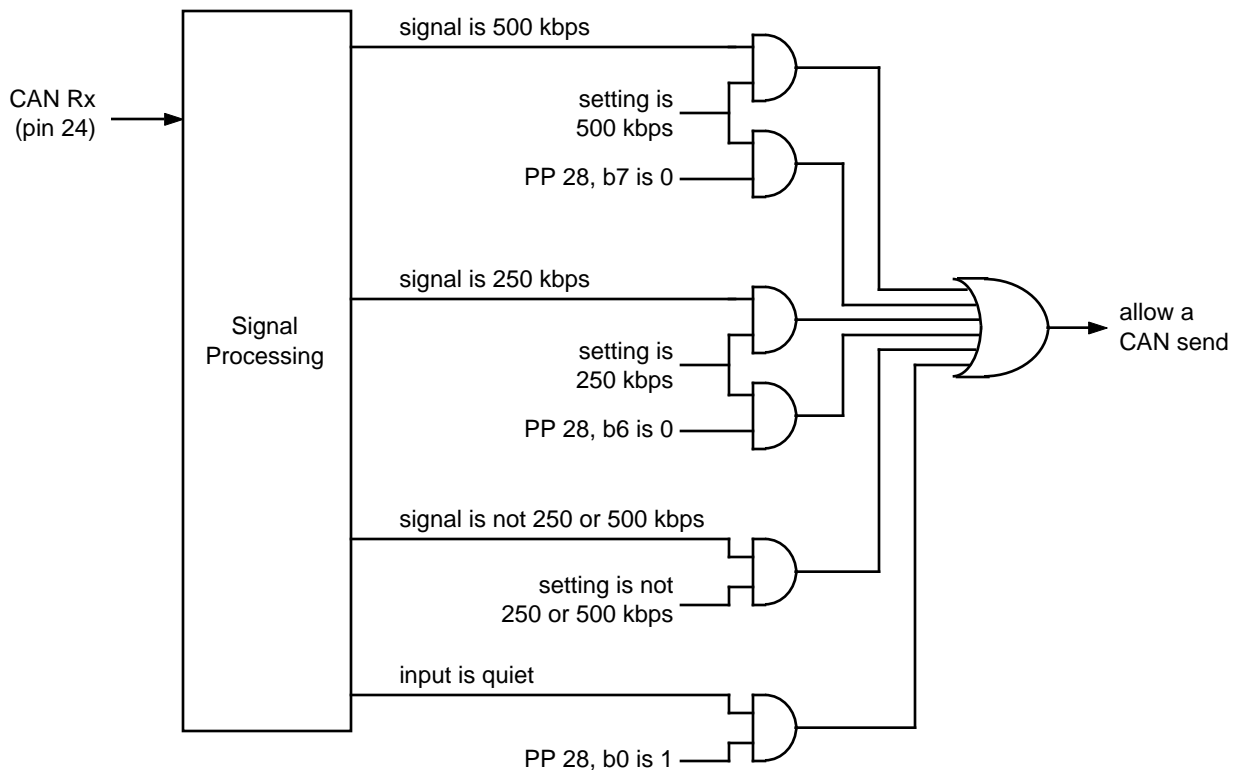 signal is 500 kbps
CAN Rx
(pin 24)
setting is
500 kbps
PP 28, b7 is 0
signal is 250 kbps
Signal
Processing
setting is
250 kbps
PP 28, b6 is 0
allow a
CAN send
signal is not 250 or 500 kbps
setting is not
250 or 500 kbps
input is quiet
PP 28, b0 is 1